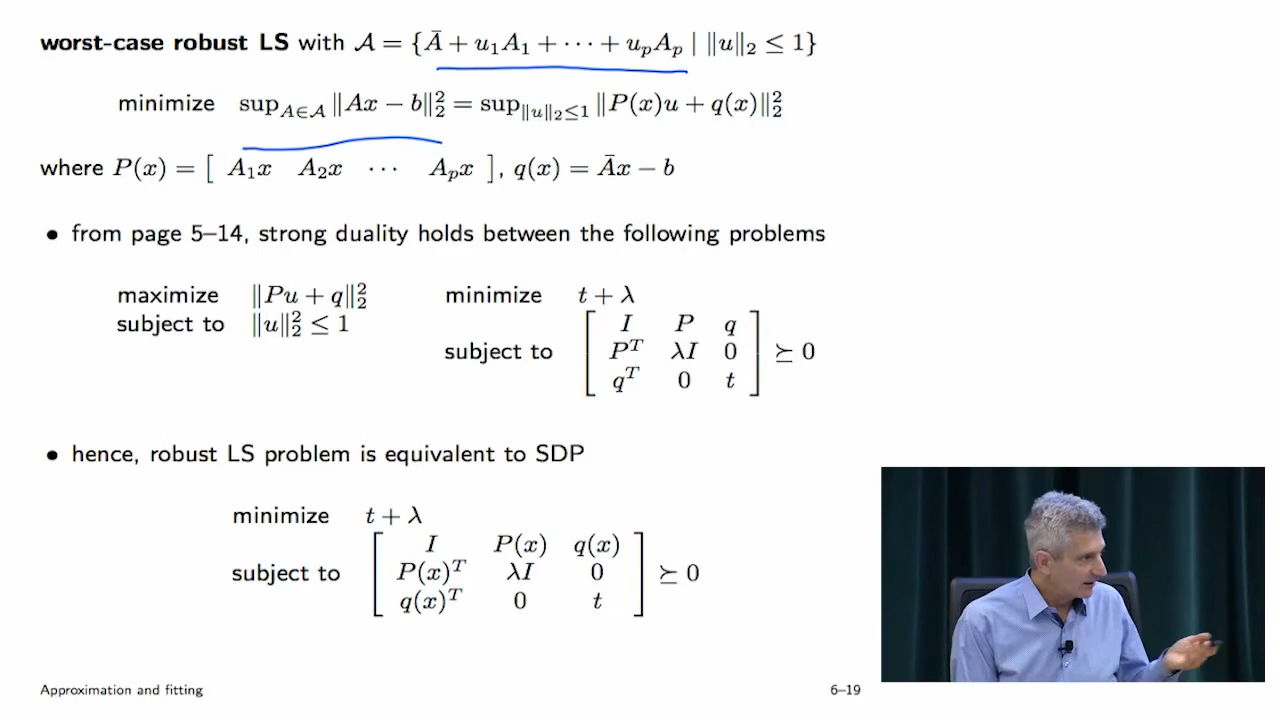 worst-case robust LS with 𝒜 = {Ā + u₁A₁ + ⋯ + uₚAₚ | ‖u‖₂ ≤ 1}
minimize sup_{A∈𝒜} ‖Ax − b‖₂² = sup_{‖u‖₂≤1} ‖P(x)u + q(x)‖₂²
where P(x) = [ A₁x A₂x ⋯ Aₚx ], q(x) = Āx − b
• from page 5–14, strong duality holds between the following problems
maximize ‖Pu + q‖₂²
subject to ‖u‖₂² ≤ 1
minimize t + λ
subject to
[ I P q
Pᵀ λI 0
qᵀ 0 t ] ⪰ 0
• hence, robust LS problem is equivalent to SDP
minimize t + λ
subject to
[ I P(x) q(x)
P(x)ᵀ λI 0
q(x)ᵀ 0 t ] ⪰ 0
Approximation and fitting 6–19